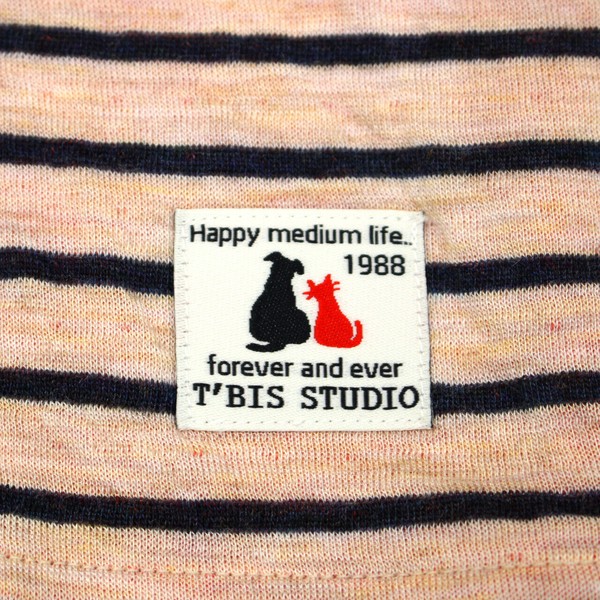 Happy medium life..
1988
forever and ever
T'BIS STUDIO